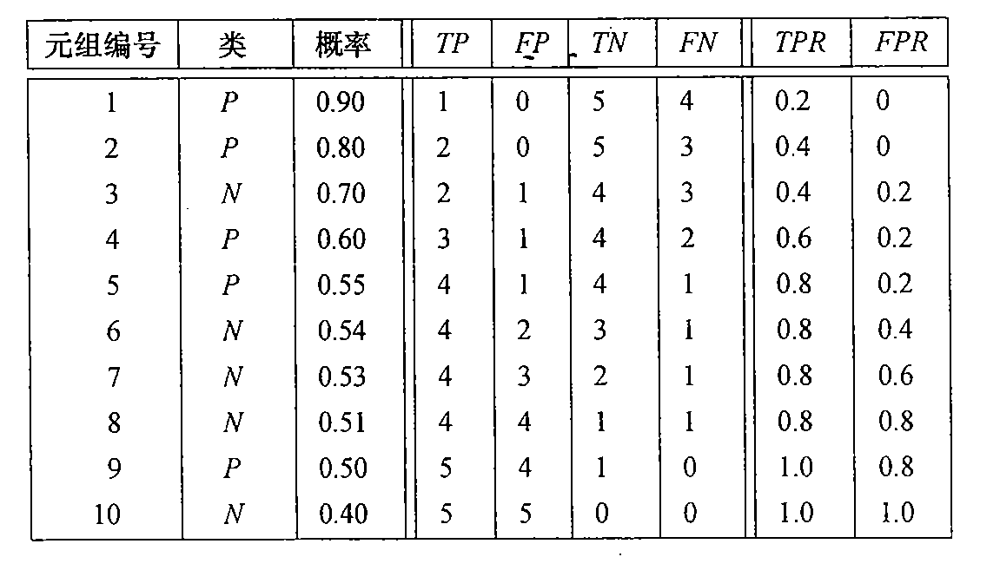 元组编号 类 概率 TP FP TN FN TPR FPR
1 P 0.90 1 0 5 4 0.2 0
2 P 0.80 2 0 5 3 0.4 0
3 N 0.70 2 1 4 3 0.4 0.2
4 P 0.60 3 1 4 2 0.6 0.2
5 P 0.55 4 1 4 1 0.8 0.2
6 N 0.54 4 2 3 1 0.8 0.4
7 N 0.53 4 3 2 1 0.8 0.6
8 N 0.51 4 4 1 1 0.8 0.8
9 P 0.50 5 4 1 0 1.0 0.8
10 N 0.40 5 5 0 0 1.0 1.0